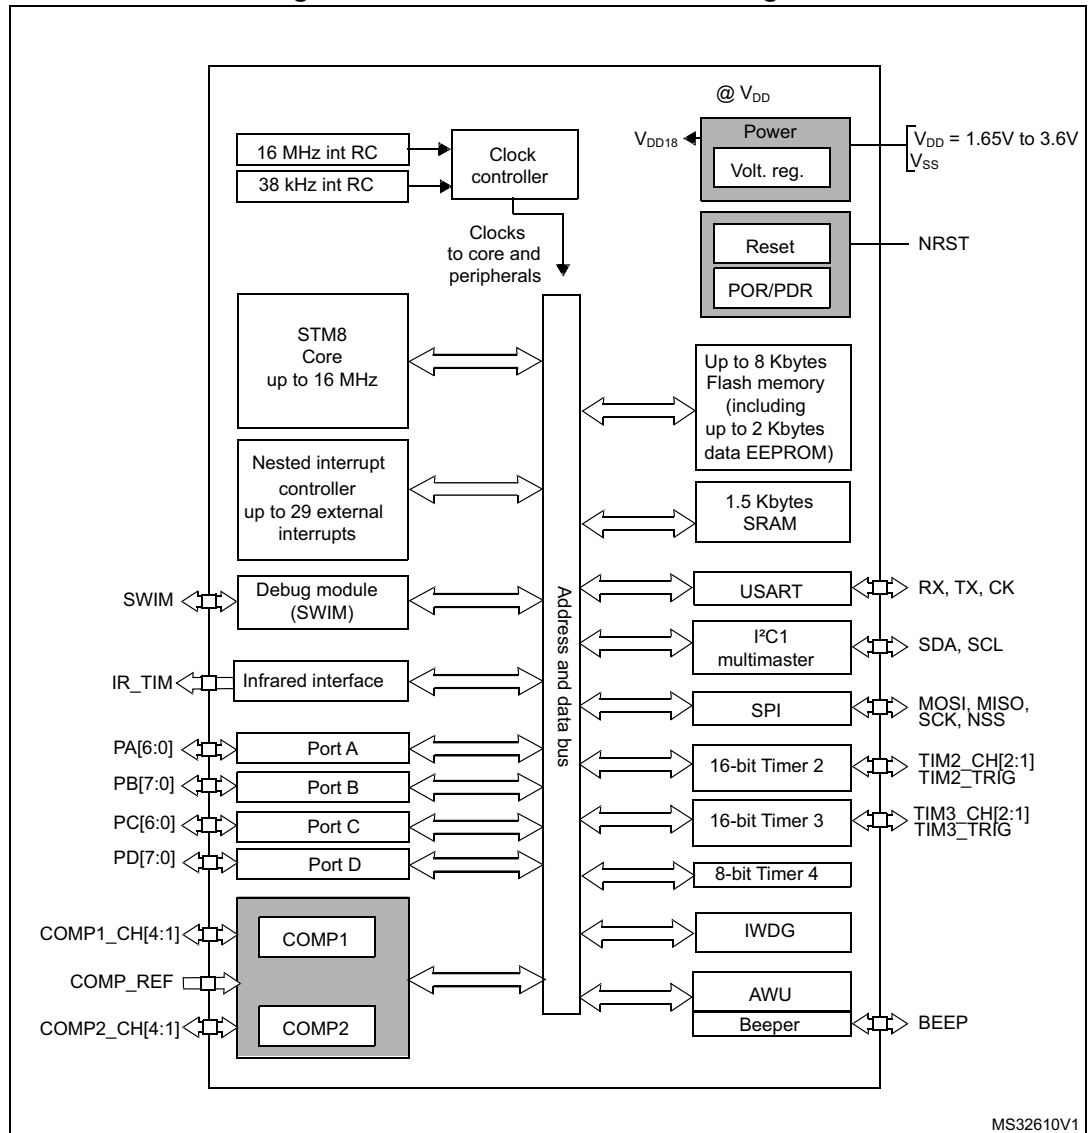 @ VDD
VDD18
Power
Volt. reg.
VDD = 1.65V to 3.6V
VSS
16 MHz int RC
38 kHz int RC
Clock
controller
Clocks
to core and
peripherals
Reset
POR/PDR
NRST
STM8
Core
up to 16 MHz
Up to 8 Kbytes
Flash memory
(including
up to 2 Kbytes
data EEPROM)
Nested interrupt
controller
up to 29 external
interrupts
1.5 Kbytes
SRAM
Address and data bus
SWIM
Debug module
(SWIM)
USART
RX, TX, CK
I²C1
multimaster
SDA, SCL
IR_TIM
Infrared interface
SPI
MOSI, MISO,
SCK, NSS
PA[6:0]
Port A
16-bit Timer 2
TIM2_CH[2:1]
TIM2_TRIG
PB[7:0]
Port B
PC[6:0]
Port C
16-bit Timer 3
TIM3_CH[2:1]
TIM3_TRIG
PD[7:0]
Port D
8-bit Timer 4
COMP1_CH[4:1]
COMP1
IWDG
COMP_REF
COMP2_CH[4:1]
COMP2
AWU
Beeper
BEEP
MS32610V1